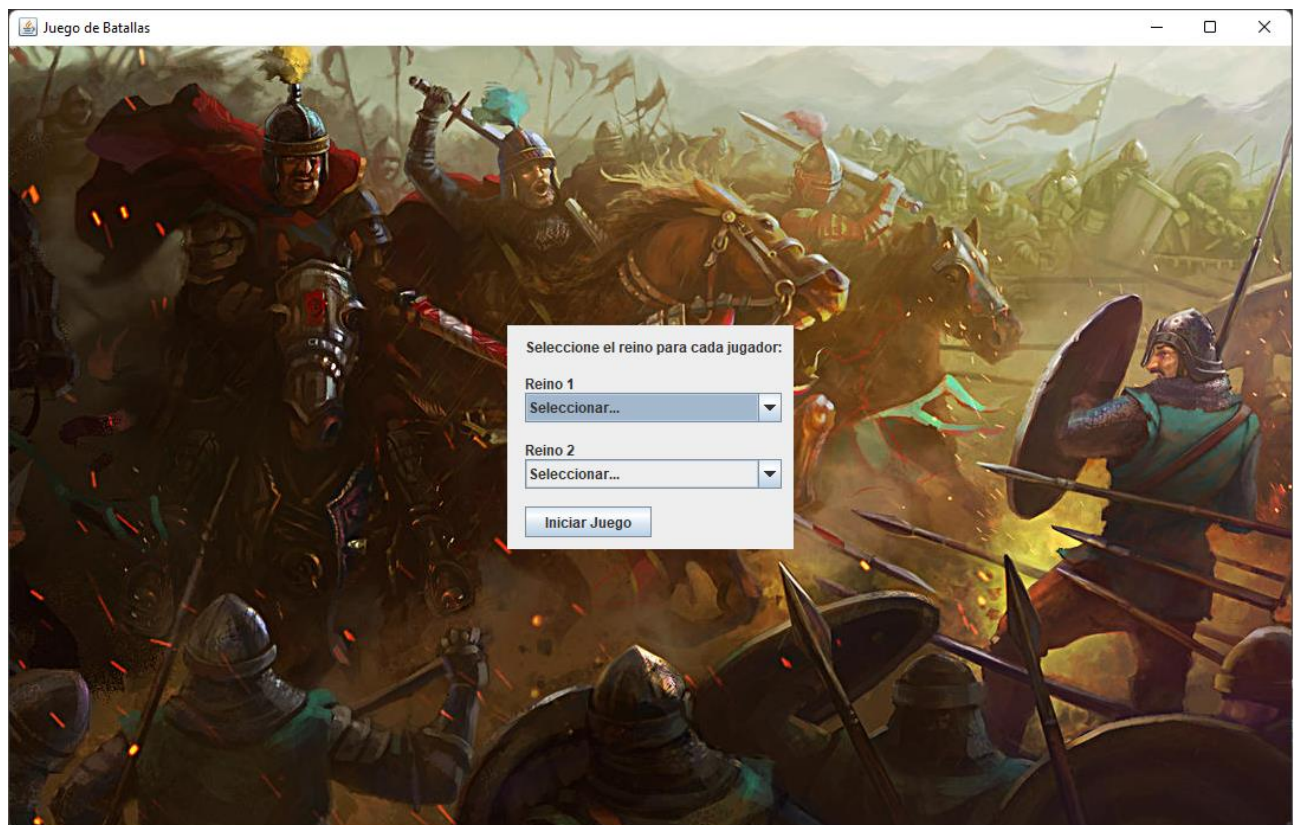 Juego de Batallas
Seleccione el reino para cada jugador:
Reino 1
Seleccionar...
Reino 2
Seleccionar...
Iniciar Juego